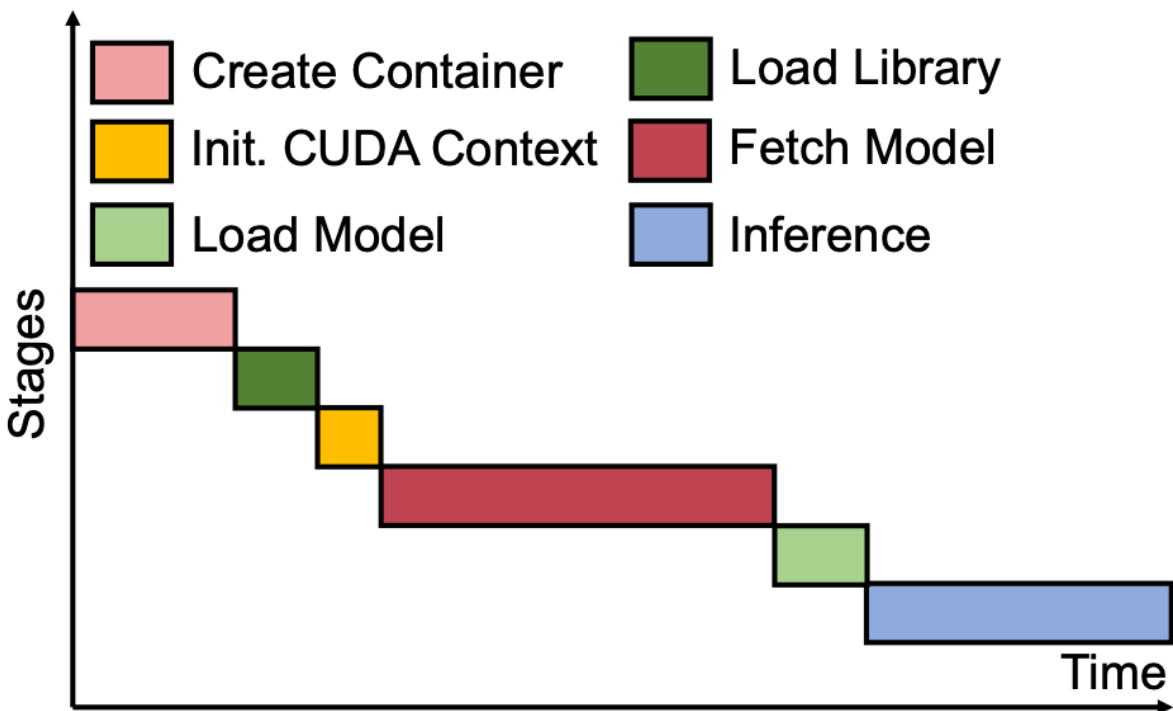 Create Container
Load Library
Init. CUDA Context
Fetch Model
Load Model
Inference
Stages
Time